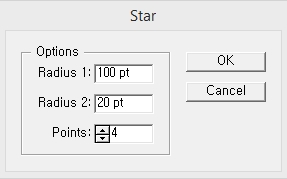 Star
Options
Radius 1: 100 pt
OK
Radius 2: 20 pt
Cancel
Points: 4